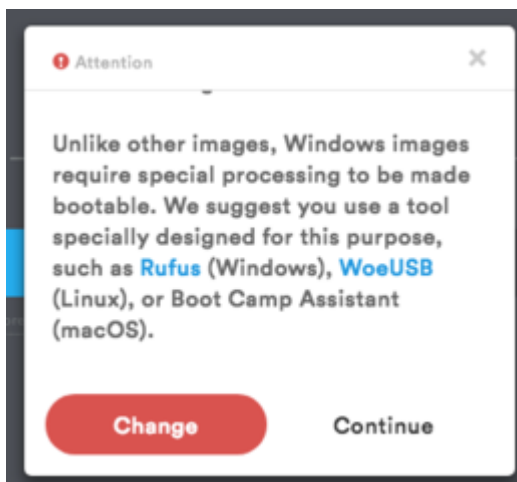 Attention
Unlike other images, Windows images
require special processing to be made
bootable. We suggest you use a tool
specially designed for this purpose,
such as Rufus (Windows), WoeUSB
(Linux), or Boot Camp Assistant
(macOS).
Change
Continue